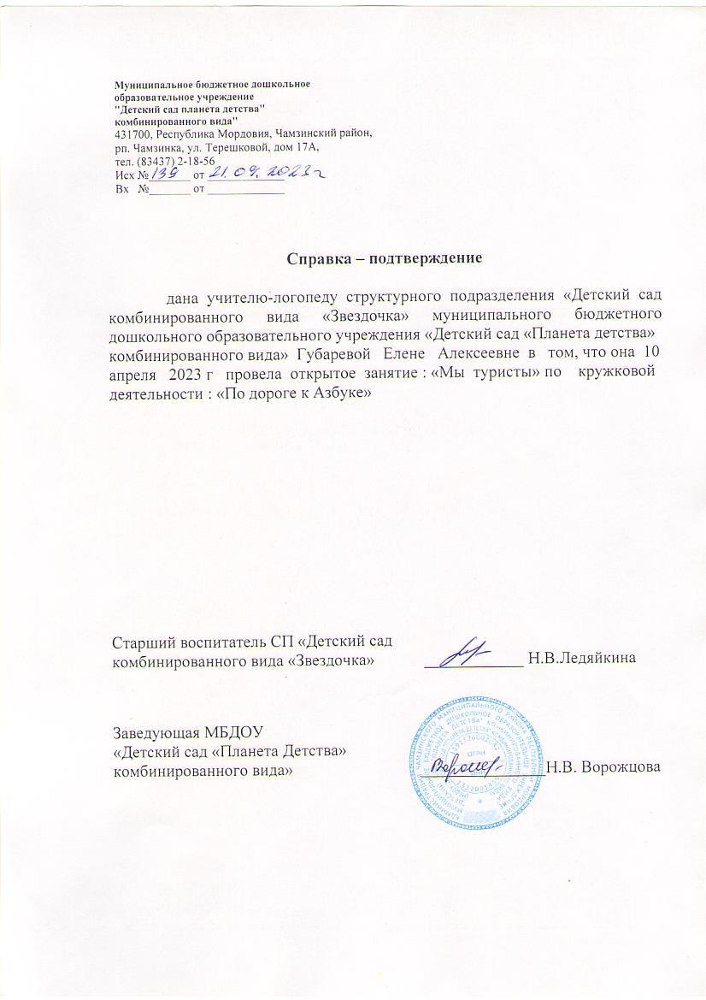 Муниципальное бюджетное дошкольное
образовательное учреждение
"Детский сад планета детства"
комбинированного вида"
431700, Республика Мордовия, Чамзинский район,
рп. Чамзинка, ул. Терешковой, дом 17А,
тел. (83437) 2-18-56
Исх № 139 от 21.09.2023г
Вх № от
Справка – подтверждение
дана учителю-логопеду структурного подразделения «Детский сад
комбинированного вида «Звездочка» муниципального бюджетного
дошкольного образовательного учреждения «Детский сад «Планета детства»
комбинированного вида» Губаревой Елене Алексеевне в том, что она 10
апреля 2023 г провела открытое занятие : «Мы туристы» по кружковой
деятельности : «По дороге к Азбуке»
Старший воспитатель СП «Детский сад
комбинированного вида «Звездочка» Н.В.Ледяйкина
Заведующая МБДОУ
«Детский сад «Планета Детства»
комбинированного вида» Н.В. Ворожцова